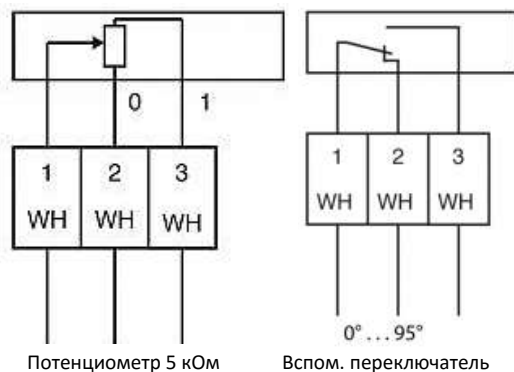 0 1
1 2 3
WH WH WH
Потенциометр 5 кОм
1 2 3
WH WH WH
0° ... 95°
Вспом. переключатель